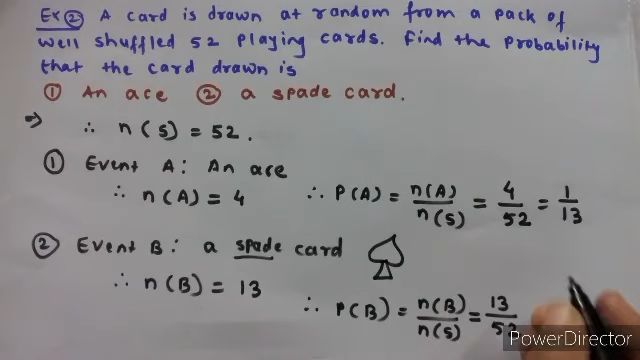 Ex② A card is drawn at random from a pack of
well shuffled 52 playing cards. Find the probability
that the card drawn is
① An ace ② a spade card.
⇒ ∴ n(S) = 52.
① Event A: An ace
∴ n(A) = 4 ∴ P(A) = n(A)/n(S) = 4/52 = 1/13
② Event B: a spade card
∴ n(B) = 13
∴ P(B) = n(B)/n(S) = 13/52
PowerDirector